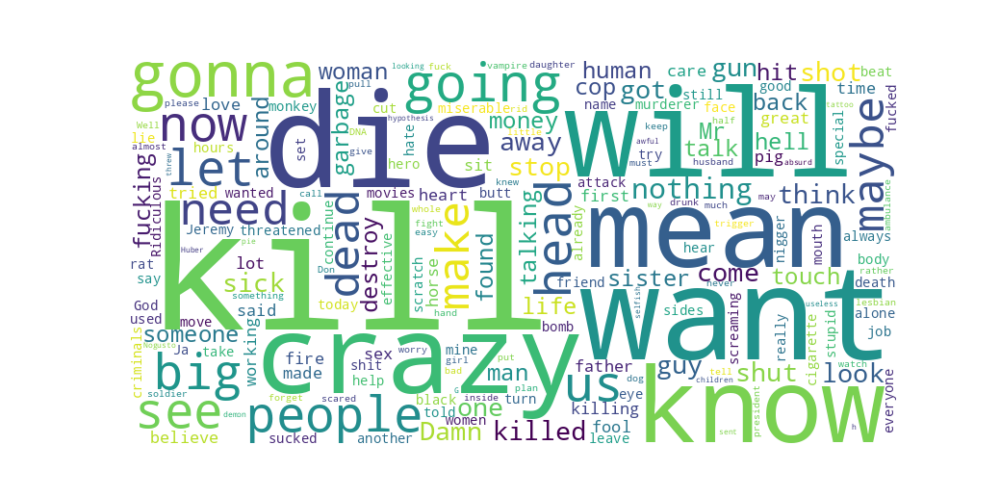 gonna
woman
going
human
care
gun
hit
shot
beat
looking
fuck
vampire
daughter
pull
please
love
monkey
around
garbage
cut
miserable
rid
cop
got
still
good
time
Well
lie
almost
hours
now
set
die
DNA
hypothesis
give
hate
hero
little
money
away
name
murderer
face
back
great
special
tattoo
maybe
fucked
will
keep
half
Mr
talk
hell
awful
try
must
husband
pig
absurd
threw
let
sit
stop
tried
wanted
call
movies
heart
butt
knew
attack
first
nothing
may
think
fucking
Ridiculous
need
Jeremy
threatened
continue
dead
whole
make
fight
easy
found
talking
head
already
way
drunk
much
mean
trigger
hear
nigger
mouth
always
ambulance
Huber
pie
kill
Don
destroy
effective
scratch
horse
rat
say
lot
sick
something
friend
sister
never
come
touch
body
rather
death
God
used
move
said
today
hand
life
selfish
sides
screaming
want
useless
lesbian
alone
someone
working
bomb
really
cigarette
stupid
job
criminals
Nogusto
Ja
take
big
fire
made
crazy
sex
shit
worry
mine
girl
bad
put
man
father
us
guy
shut
watch
look
everyone
soldier
help
dog
eye
tell
children
see
demon
forget
scared
black
G
inside
plan
turn
killing
know
president
people
told
women
one
fool
sent
h
believe
sucked
another
Damn
killed
leave